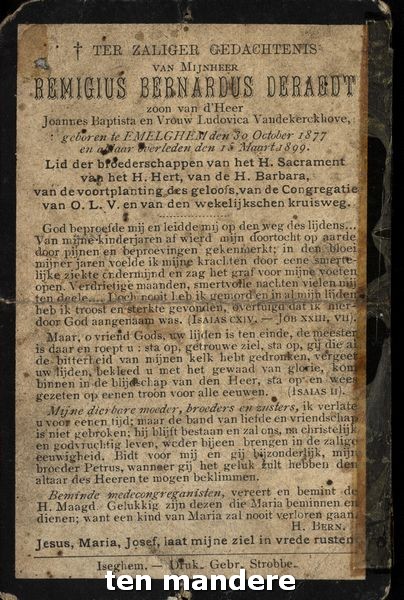 † TER ZALIGER GEDACHTENIS
VAN MIJNHEER
REMIGIUS BERNARDUS DERAEDT
zoon van d'Heer
Joannes Baptista en Vrouw Ludovica Vandekerckhove,
geboren te EMELGHEM den 30 October 1877
en aldaar overleden den 15 Maart 1899.
Lid der broederschappen van het H. Sacrament
van het H. Hert, van de H. Barbara,
van de voortplanting des geloofs, van de Congregatie
van O. L. V. en van den wekelijkschen kruisweg.
God beproefde mij en leidde mij op den weg des lijdens...
Van mijne kinderjaren af wierd mijn doortocht op aarde
door pijnen en beproevingen gekenmerkt; in den bloei
mijner jaren voelde ik mijne krachten door eene smerte-
lijke ziekte ondermijnd en zag het graf voor mijne voeten
open. Verdrietige maanden, smertvolle nachten vielen mij
ten deele.... Doch nooit heb ik gemord en in al mijn lijden
heb ik troost en sterkte gevonden, overtuigd dat ik hier-
door God aangenaam was. (ISAIAS CXIV, — JOB XXIII, VII).
Maar, o vriend Gods, uw lijden is ten einde, de meester
is daar en roept u : sta op, getrouwe ziel, sta op, gij die al
de bitterheid van mijnen kelk hebt gedronken, vergeet
uw lijden, bekleed u met het gewaad van glorie, kom
binnen in de blijdschap van den Heer, sta op en wees
gezeten op eenen troon voor alle eeuwen. (ISAIAS II).
Mijne dierbare moeder, broeders en zusters, ik verlate
u voor eenen tijd; maar de band van liefde en vriendschap
is niet gebroken; hij blijft bestaan en zal ons, na christelijk
en godvruchtig leven, weder bijeen brengen in de zalige
eeuwigheid. Bidt voor mij en gij bijzonderlijk, mijn
broeder Petrus, wanneer gij het geluk zult hebben den
altaar des Heeren te mogen beklimmen.
Beminde medecongreganisten, vereert en bemint de
H. Maagd. Gelukkig zijn dezen die Maria beminnen en
dienen; want een kind van Maria zal nooit verloren gaan.
H. BERN.
Jesus, Maria, Josef, laat mijne ziel in vrede rusten
Iseghem. — Druk. Gebr. Strobbe.
ten mandere